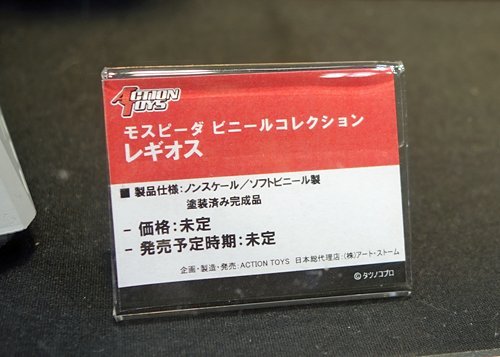 ACTION
TOYS
モスピーダ ビニールコレクション
レギオス
■ 製品仕様：ノンスケール／ソフトビニール製
塗装済み完成品
- 価格：未定
- 発売予定時期：未定
企画・製造・発売：ACTION TOYS 日本総代理店：(株)アート・ストーム
©タツノコプロ